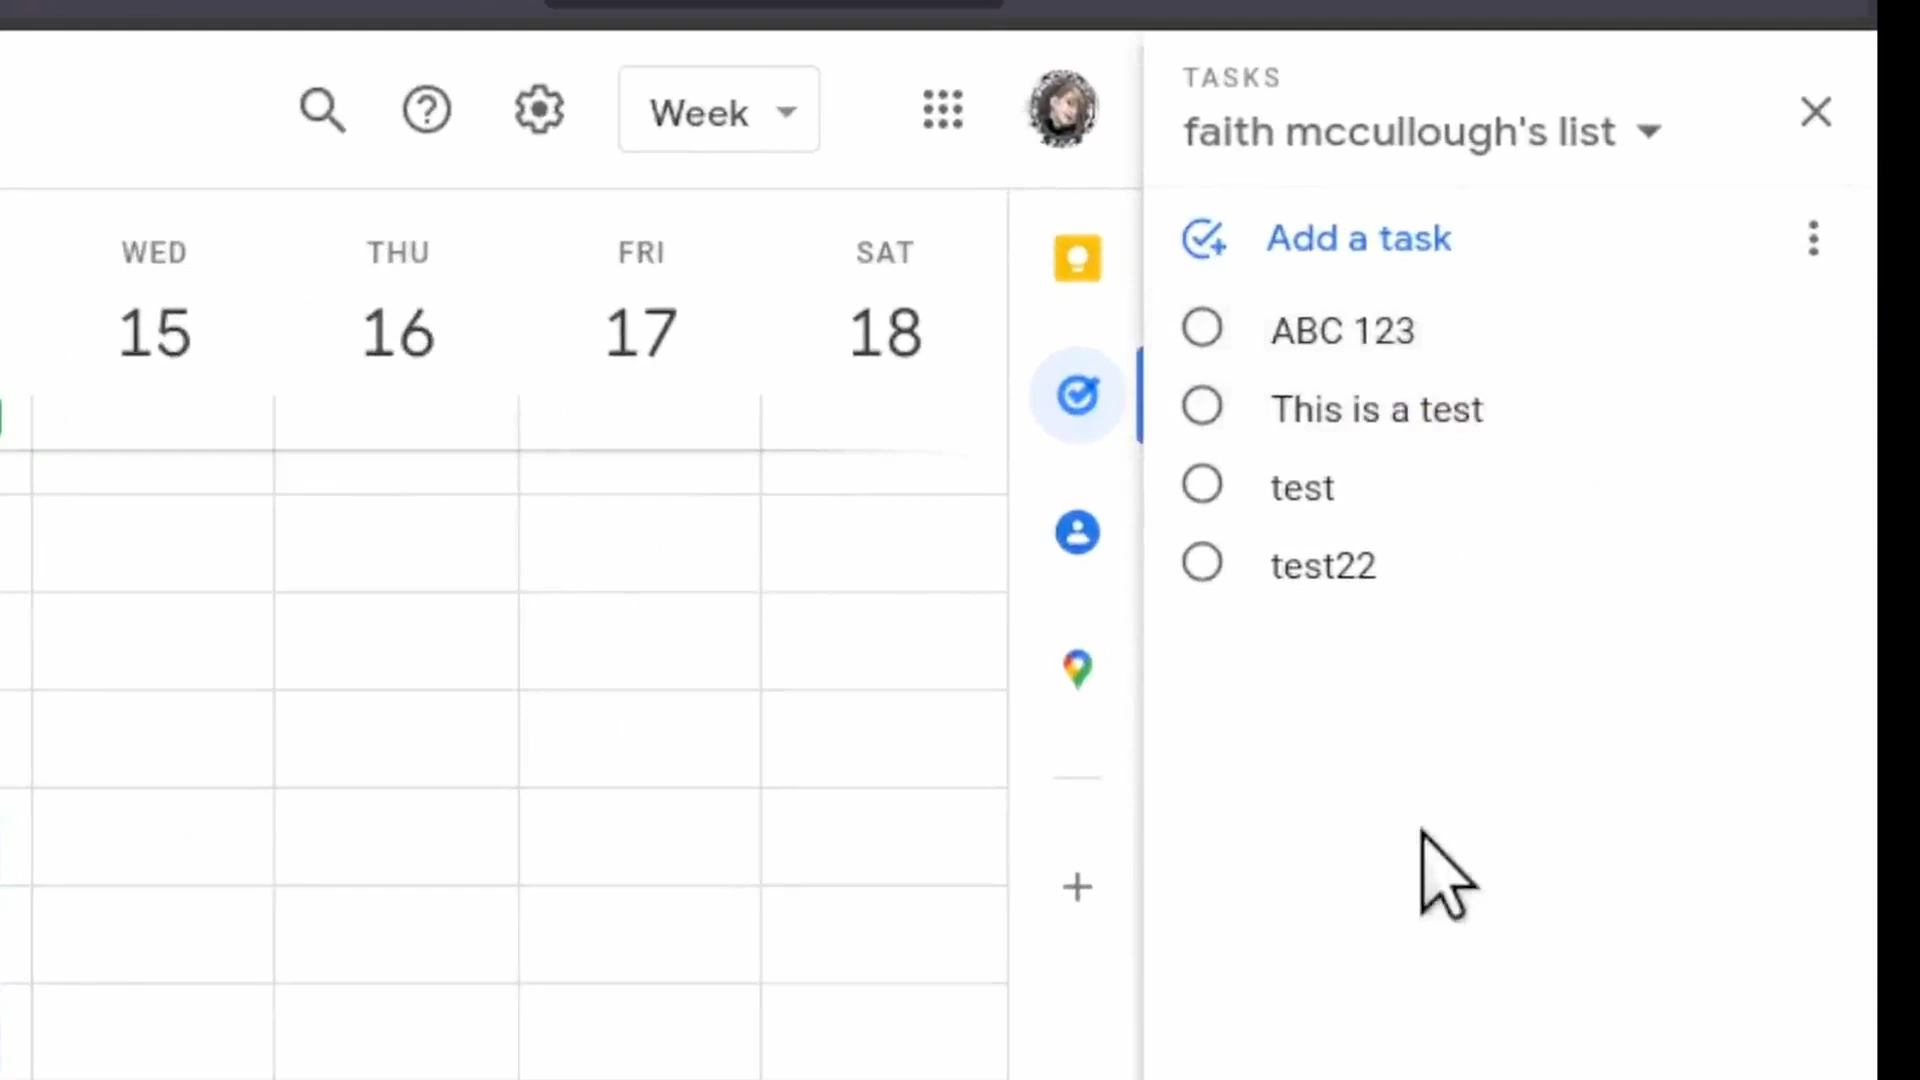 Week
TASKS
faith mccullough's list
WED
THU
FRI
SAT
15
16
17
18
Add a task
ABC 123
This is a test
test
test22